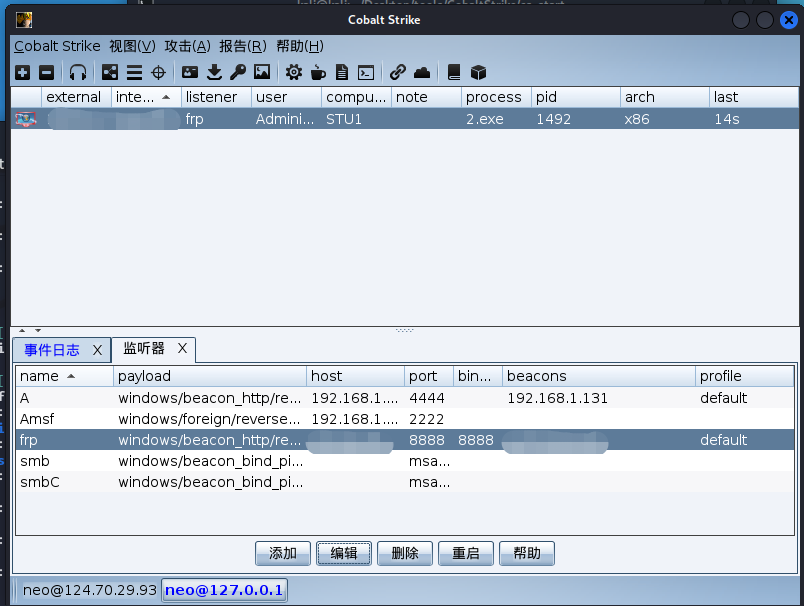 Cobalt Strike
Cobalt Strike 视图(V) 攻击(A) 报告(R) 帮助(H)
external inte... listener user compu... note process pid arch last
frp Admini... STU1 2.exe 1492 x86 14s
事件日志 X 监听器 X
name payload host port bin... beacons profile
A windows/beacon_http/re... 192.168.1.... 4444 192.168.1.131 default
Amsf windows/foreign/reverse... 192.168.1.... 2222
frp windows/beacon_http/re... 8888 8888 default
smb windows/beacon_bind_pi... msa...
smbC windows/beacon_bind_pi... msa...
添加 编辑 删除 重启 帮助
neo@124.70.29.93 neo@127.0.0.1